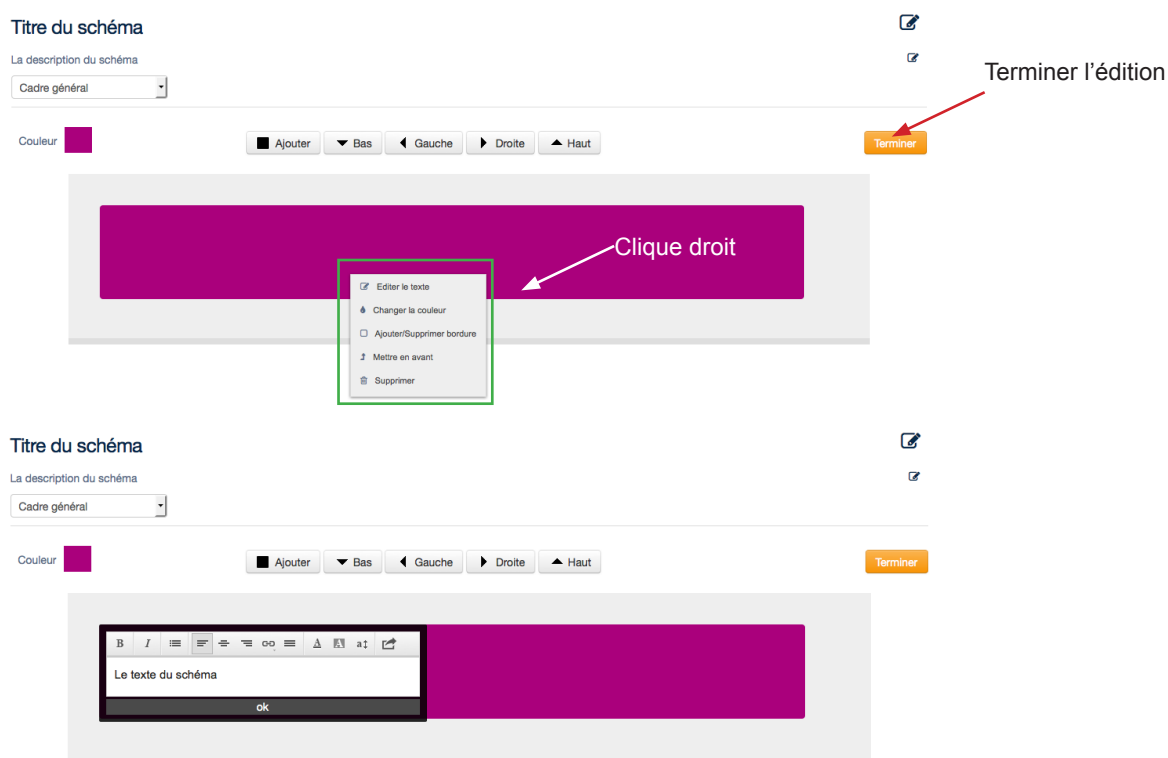 Titre du schéma
La description du schéma
Terminer l’édition
Cadre général
Couleur
Ajouter Bas Gauche Droite Haut
Terminer
Clique droit
Editer le texte
Changer la couleur
Ajouter/Supprimer bordure
Mettre en avant
Supprimer
Titre du schéma
La description du schéma
Cadre général
Couleur
Ajouter Bas Gauche Droite Haut
Terminer
B I A A a
Le texte du schéma
ok